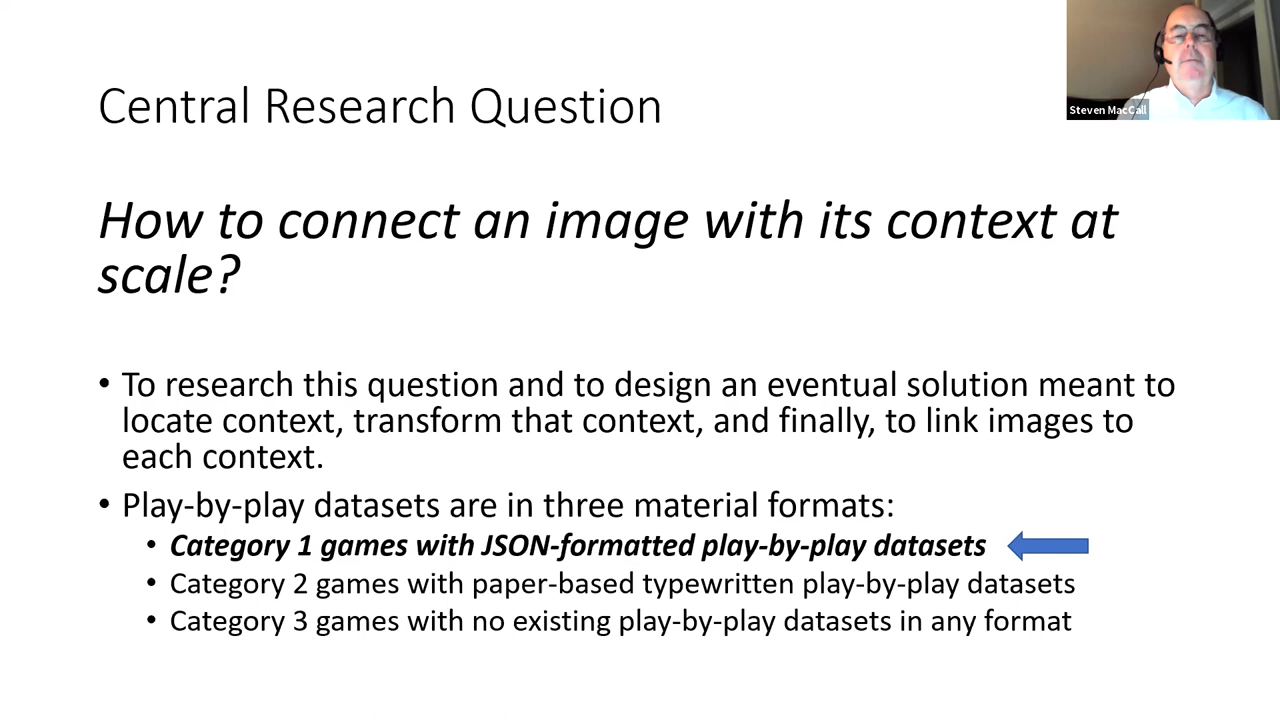 Central Research Question
Steven MacCall
How to connect an image with its context at
scale?
• To research this question and to design an eventual solution meant to
locate context, transform that context, and finally, to link images to
each context.
• Play-by-play datasets are in three material formats:
• Category 1 games with JSON-formatted play-by-play datasets
• Category 2 games with paper-based typewritten play-by-play datasets
• Category 3 games with no existing play-by-play datasets in any format